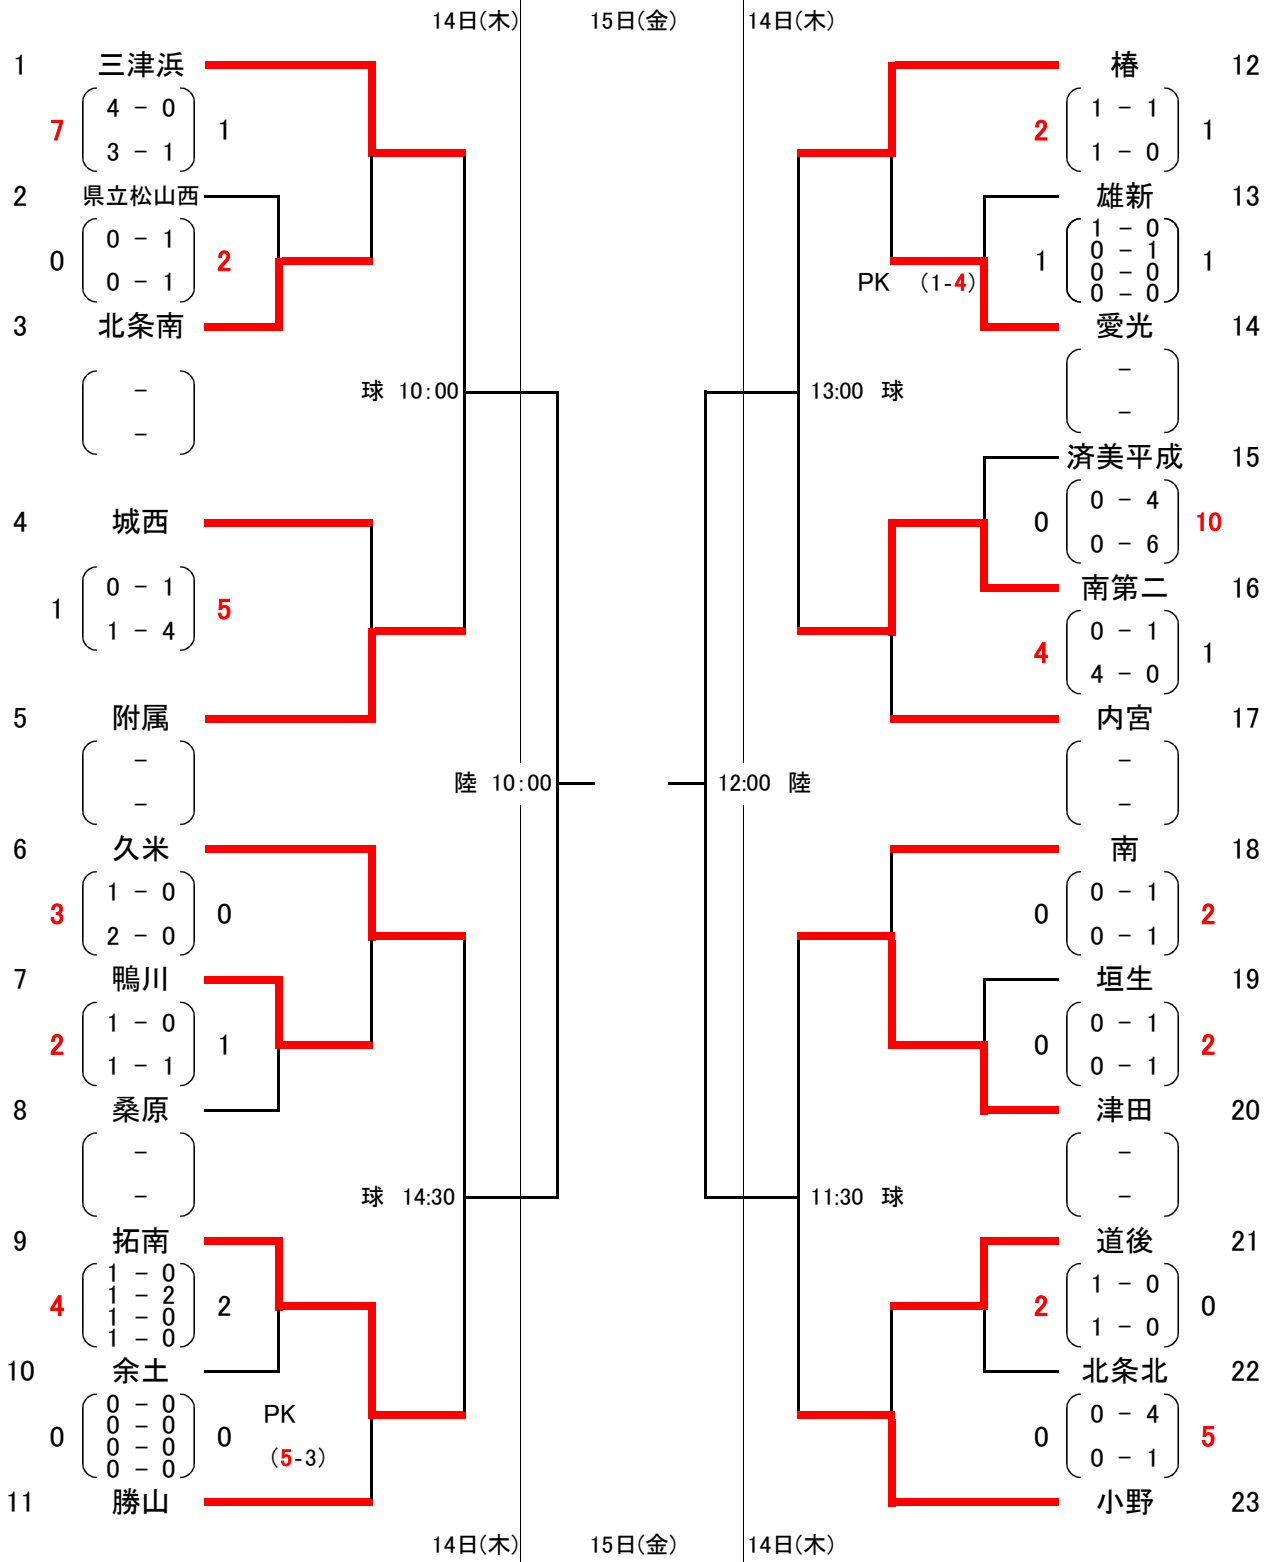 14日(木) 15日(金) 14日(木)
1 三津浜
7 4 - 0 1
3 - 1
2 県立松山西
0 0 - 1 2
0 - 1
3 北条南
-
-
球 10:00
4 城西
1 0 - 1 5
1 - 4
5 附属
-
-
陸 10:00
6 久米
3 1 - 0 0
2 - 0
7 鴨川
2 1 - 0 1
1 - 1
8 桑原
-
-
球 14:30
9 拓南
1 - 0
4 1 - 2 2
1 - 0
1 - 0
10 余土
0 - 0
0 0 - 0 0
0 - 0
0 - 0
PK
(5-3)
11 勝山
椿 12
2 1 - 1 1
1 - 0
雄新 13
1 - 0
1 0 - 1 1
0 - 0
0 - 0
PK (1-4)
愛光 14
-
-
13:00 球
済美平成 15
0 0 - 4 10
0 - 6
南第二 16
4 0 - 1 1
4 - 0
内宮 17
-
-
12:00 陸
南 18
0 0 - 1 2
0 - 1
垣生 19
0 0 - 1 2
0 - 1
津田 20
-
-
11:30 球
道後 21
2 1 - 0 0
1 - 0
北条北 22
0 0 - 4 5
0 - 1
小野 23
14日(木) 15日(金) 14日(木)